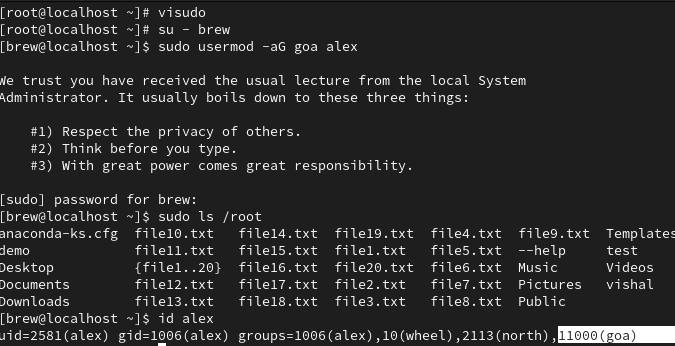 [root@localhost ~]# visudo
[root@localhost ~]# su - brew
[brew@localhost ~]$ sudo usermod -aG goa alex
We trust you have received the usual lecture from the local System
Administrator. It usually boils down to these three things:
#1) Respect the privacy of others.
#2) Think before you type.
#3) With great power comes great responsibility.
[sudo] password for brew:
[brew@localhost ~]$ sudo ls /root
anaconda-ks.cfg file10.txt file14.txt file19.txt file4.txt file9.txt Templates
demo file11.txt file15.txt file1.txt file5.txt --help test
Desktop {file1..20} file16.txt file20.txt file6.txt Music Videos
Documents file12.txt file17.txt file2.txt file7.txt Pictures vishal
Downloads file13.txt file18.txt file3.txt file8.txt Public
[brew@localhost ~]$ id alex
uid=2581(alex) gid=1006(alex) groups=1006(alex),10(wheel),2113(north),11000(goa)